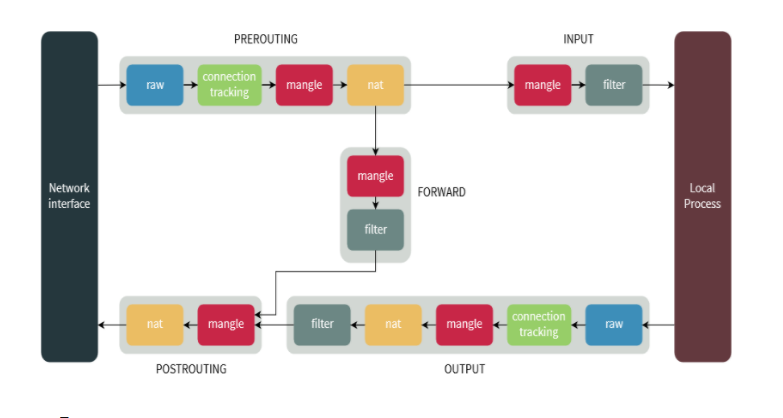 PREROUTING
INPUT
raw
connection
tracking
mangle
nat
mangle
filter
Network
interface
mangle
filter
FORWARD
Local
Process
nat
mangle
filter
nat
mangle
connection
tracking
raw
POSTROUTING
OUTPUT